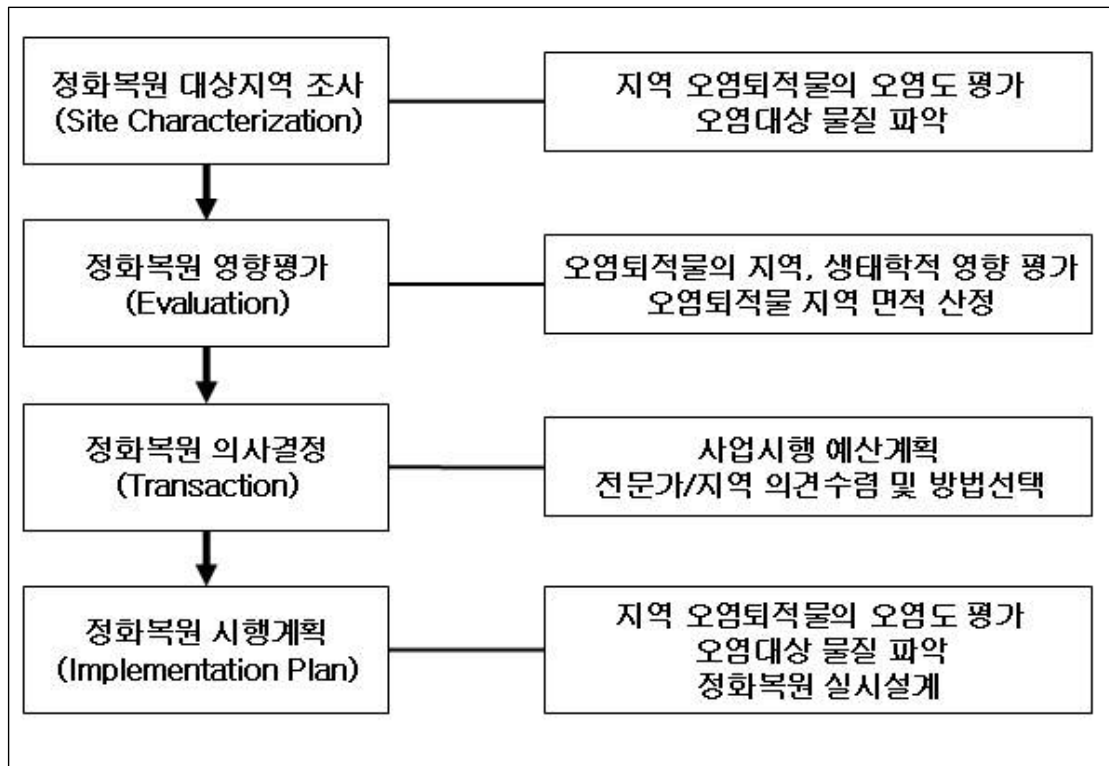 정화복원 대상지역 조사
(Site Characterization)
지역 오염퇴적물의 오염도 평가
오염대상 물질 파악
정화복원 영향평가
(Evaluation)
오염퇴적물의 지역, 생태학적 영향 평가
오염퇴적물 지역 면적 산정
정화복원 의사결정
(Transaction)
사업시행 예산계획
전문가/지역 의견수렴 및 방법선택
정화복원 시행계획
(Implementation Plan)
지역 오염퇴적물의 오염도 평가
오염대상 물질 파악
정화복원 실시설계